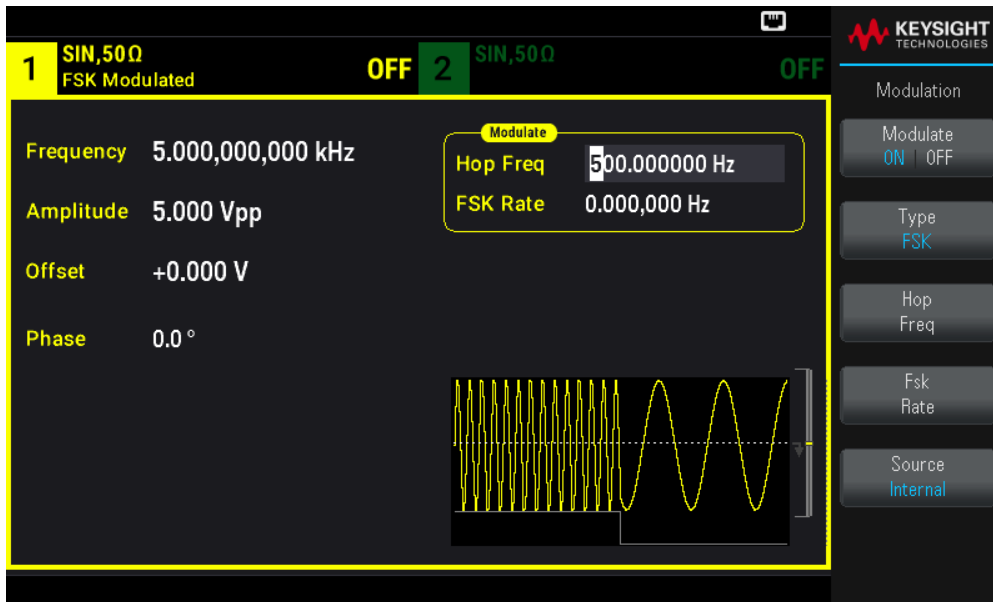 KEYSIGHT
TECHNOLOGIES
1
SIN,50Ω
FSK Modulated
OFF
2
SIN,50Ω
OFF
Frequency 5.000,000,000 kHz
Amplitude 5.000 Vpp
Offset +0.000 V
Phase 0.0 °
Modulate
Hop Freq 500.000000 Hz
FSK Rate 0.000,000 Hz
Modulation
Modulate
ON | OFF
Type
FSK
Hop
Freq
Fsk
Rate
Source
Internal